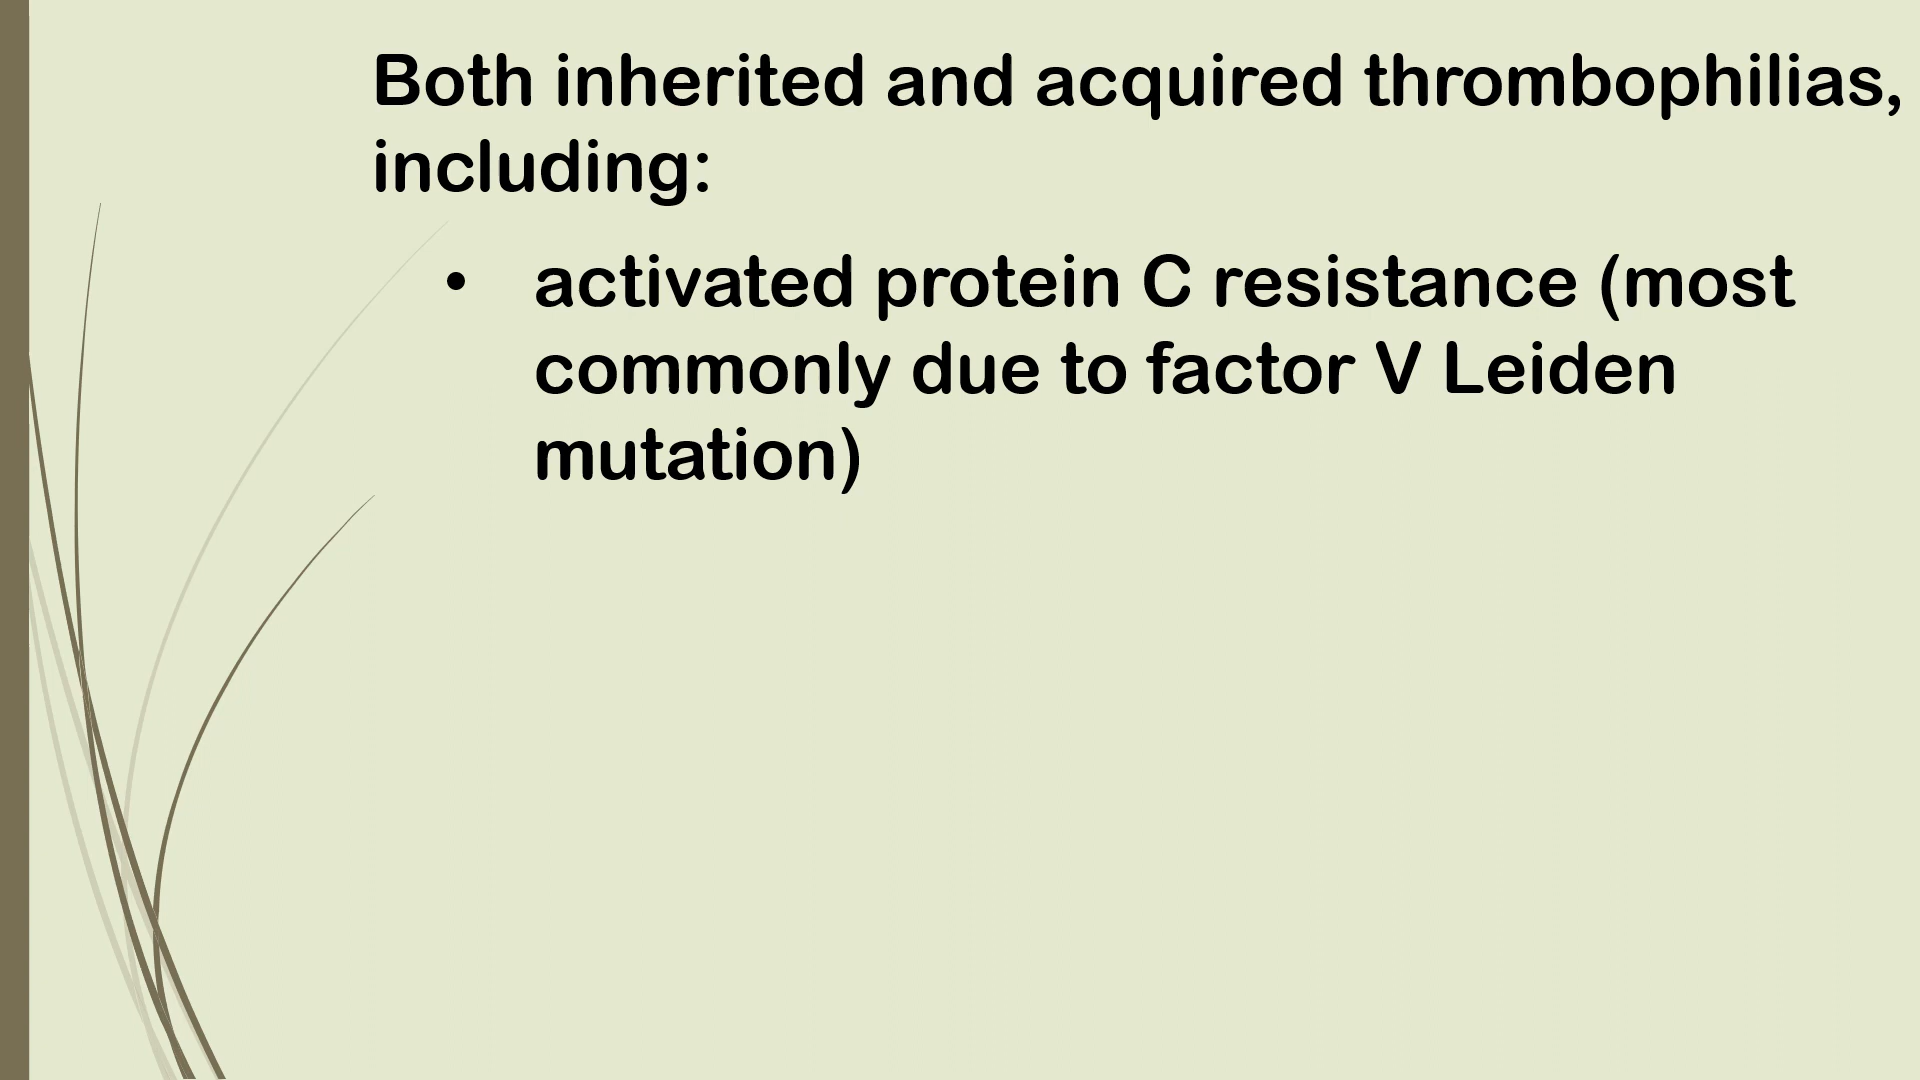 Both inherited and acquired thrombophilias,
including:
• activated protein C resistance (most
commonly due to factor V Leiden
mutation)